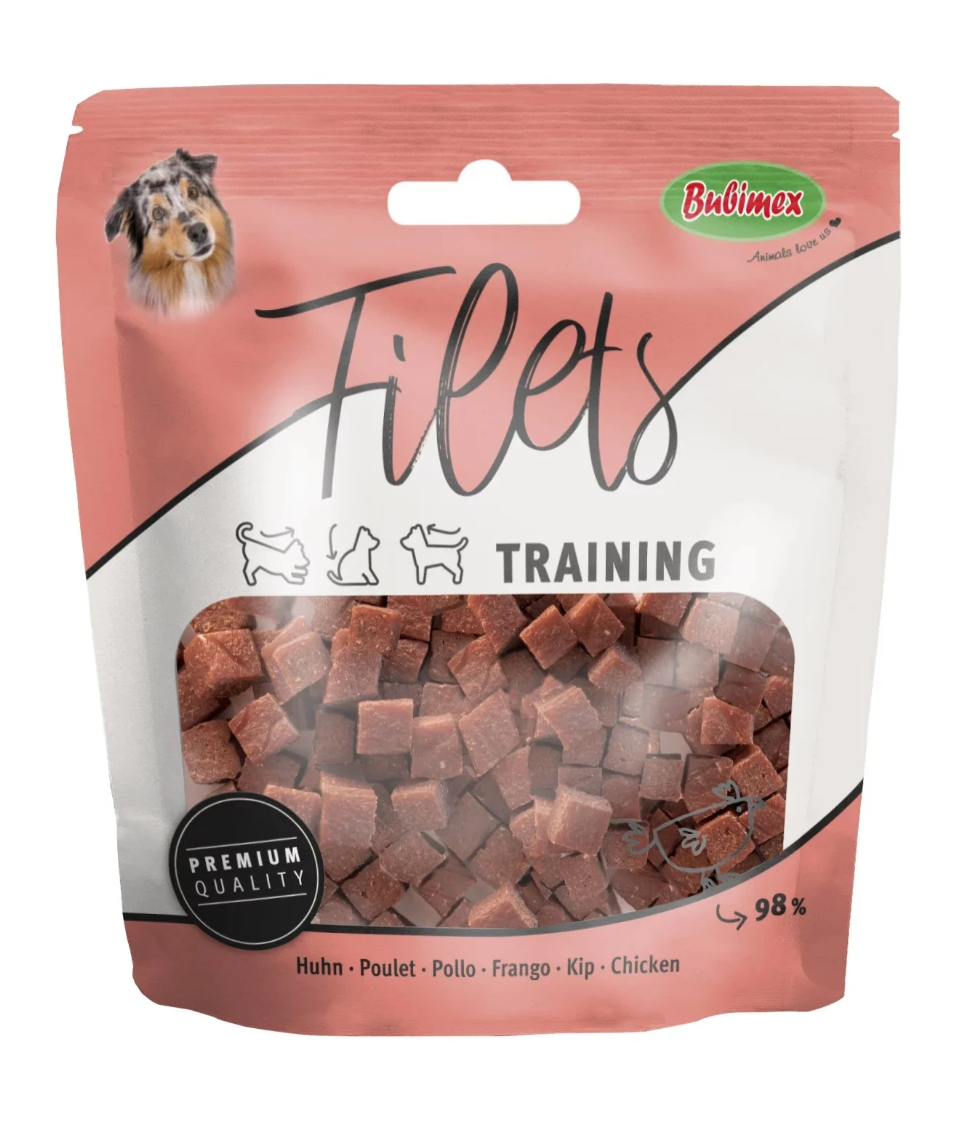 Bubimex
Animals love us
Filets
TRAINING
PREMIUM
QUALITY
98%
Huhn · Poulet · Pollo · Frango · Kip · Chicken